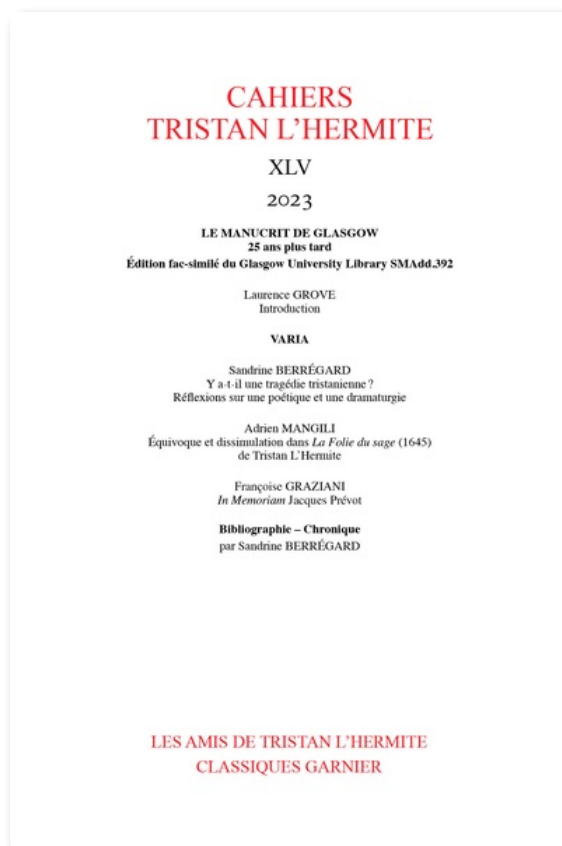 CAHIERS
TRISTAN L'HERMITE
XLV
2023
LE MANUCRIT DE GLASGOW
25 ans plus tard
Édition fac-similé du Glasgow University Library SMAdd.392
Laurence GROVE
Introduction
VARIA
Sandrine BERRÉGARD
Y a-t-il une tragédie tristanienne ?
Réflexions sur une poétique et une dramaturgie
Adrien MANGILI
Équivoque et dissimulation dans La Folie du sage (1645)
de Tristan L'Hermite
Françoise GRAZIANI
In Memoriam Jacques Prévot
Bibliographie – Chronique
par Sandrine BERRÉGARD
LES AMIS DE TRISTAN L'HERMITE
CLASSIQUES GARNIER